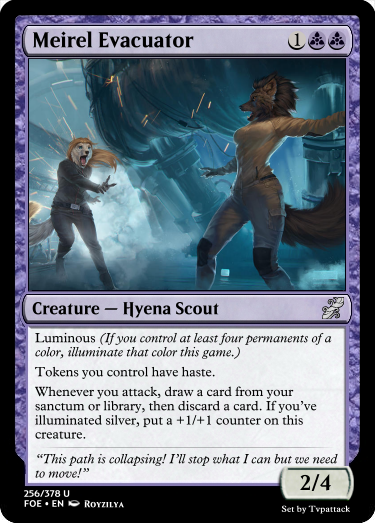 Meirel Evacuator 1
Creature — Hyena Scout
Luminous (If you control at least four permanents of a
color, illuminate that color this game.)
Tokens you control have haste.
Whenever you attack, draw a card from your
sanctum or library, then discard a card. If you’ve
illuminated silver, put a +1/+1 counter on this
creature.
“This path is collapsing! I’ll stop what I can but we need
to move!”
2/4
256/378 U
FOE • EN Royzilya
Set by Tvpattack